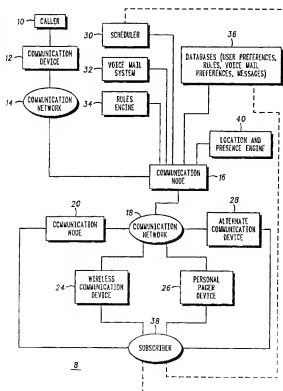 10
CALLER
12
COMMUNICATION
DEVICE
14
COMMUNICATION
NETWORK
30
SCHEDULER
32
VOICE MAIL
SYSTEM
34
RULES
ENGINE
36
DATABASES (USER PREFERENCES,
RULES, VOICE MAIL
PREFERENCES, MESSAGES)
40
LOCATION AND
PRESENCE ENGINE
COMMUNICATION
NODE
16
20
COMMUNICATION
NODE
18
COMMUNICATION
NETWORK
28
ALTERNATE
COMMUNICATION
DEVICE
24
WIRELESS
COMMUNICATION
DEVICE
26
PERSONAL
PAGER
DEVICE
38
SUBSCRIBER
8